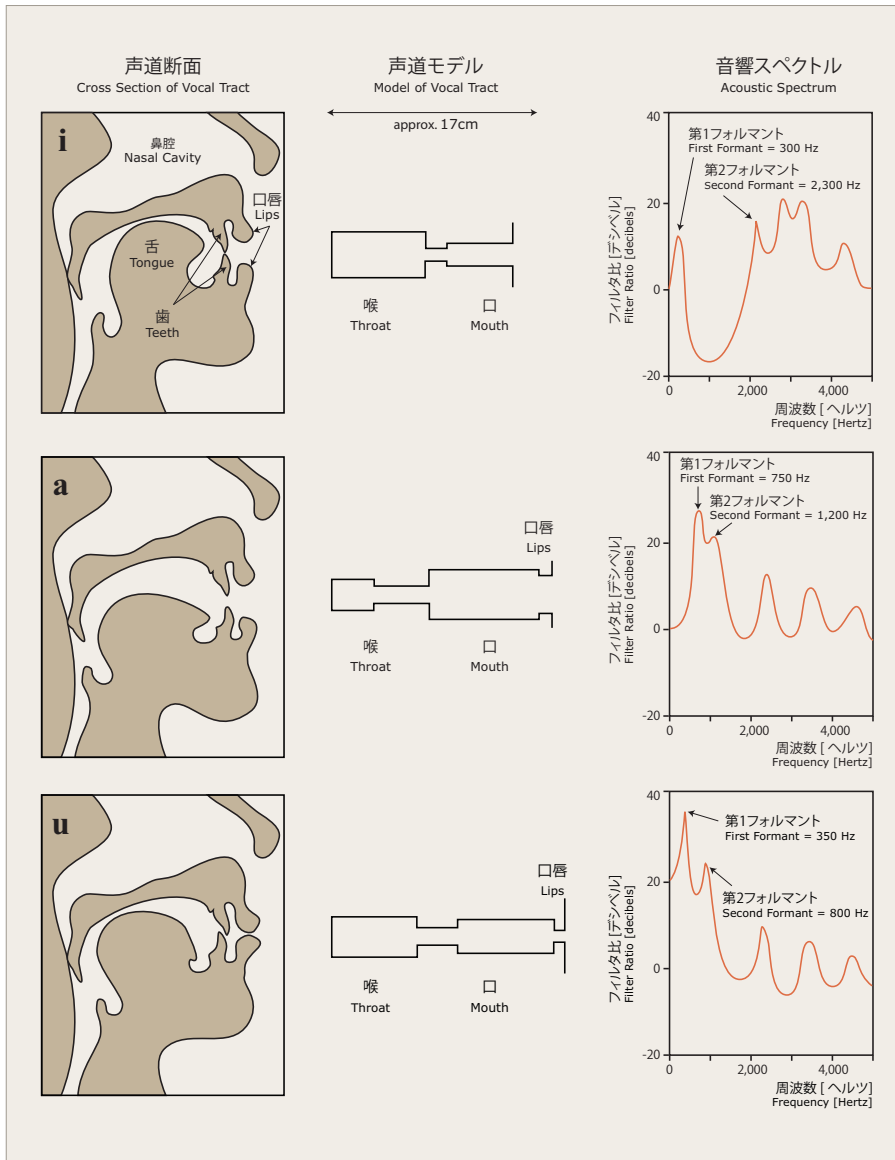 声道断面
Cross Section of Vocal Tract
声道モデル
Model of Vocal Tract
音響スペクトル
Acoustic Spectrum
approx. 17cm
i
鼻腔
Nasal Cavity
口唇
Lips
舌
Tongue
歯
Teeth
喉
Throat
口
Mouth
40
20
0
-20
フィルタ比 [デシベル]
Filter Ratio [decibels]
第1フォルマント
First Formant = 300 Hz
第2フォルマント
Second Formant = 2,300 Hz
0
2,000
4,000
周波数 [ ヘルツ]
Frequency [Hertz]
a
口唇
Lips
喉
Throat
口
Mouth
40
20
0
-20
フィルタ比 [デシベル]
Filter Ratio [decibels]
第1フォルマント
First Formant = 750 Hz
第2フォルマント
Second Formant = 1,200 Hz
0
2,000
4,000
周波数 [ ヘルツ]
Frequency [Hertz]
u
口唇
Lips
喉
Throat
口
Mouth
40
20
0
-20
フィルタ比 [デシベル]
Filter Ratio [decibels]
第1フォルマント
First Formant = 350 Hz
第2フォルマント
Second Formant = 800 Hz
0
2,000
4,000
周波数 [ ヘルツ]
Frequency [Hertz]